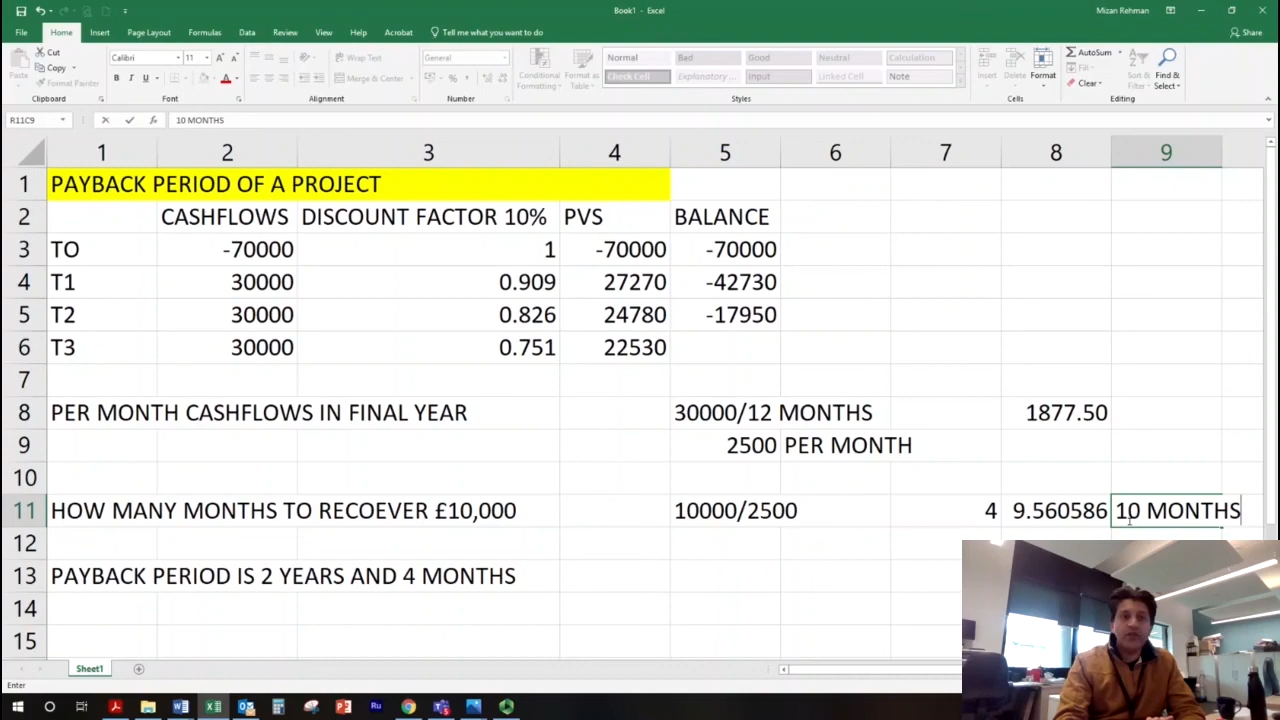 Book1 - Excel
Mizan Rehman
File Home Insert Page Layout Formulas Data Review View Help Acrobat Tell me what you want to do Share
Paste
Cut
Copy
Format Painter
Clipboard
Calibri 11
B I U
Font
Wrap Text
Merge & Center
Alignment
General
Number
Conditional Formatting
Format as Table
Normal Bad Good Neutral Calculation
Check Cell Explanatory ... Input Linked Cell Note
Styles
Insert Delete Format
Cells
AutoSum
Fill
Clear
Sort & Filter
Find & Select
Editing
R11C9 fx 10 MONTHS
1 2 3 4 5 6 7 8 9
1 PAYBACK PERIOD OF A PROJECT
2 CASHFLOWS DISCOUNT FACTOR 10% PVS BALANCE
3 TO -70000 1 -70000 -70000
4 T1 30000 0.909 27270 -42730
5 T2 30000 0.826 24780 -17950
6 T3 30000 0.751 22530
7
8 PER MONTH CASHFLOWS IN FINAL YEAR 30000/12 MONTHS 1877.50
9 2500 PER MONTH
10
11 HOW MANY MONTHS TO RECOEVER £10,000 10000/2500 4 9.560586 10 MONTHS
12
13 PAYBACK PERIOD IS 2 YEARS AND 4 MONTHS
14
15
Sheet1
Enter